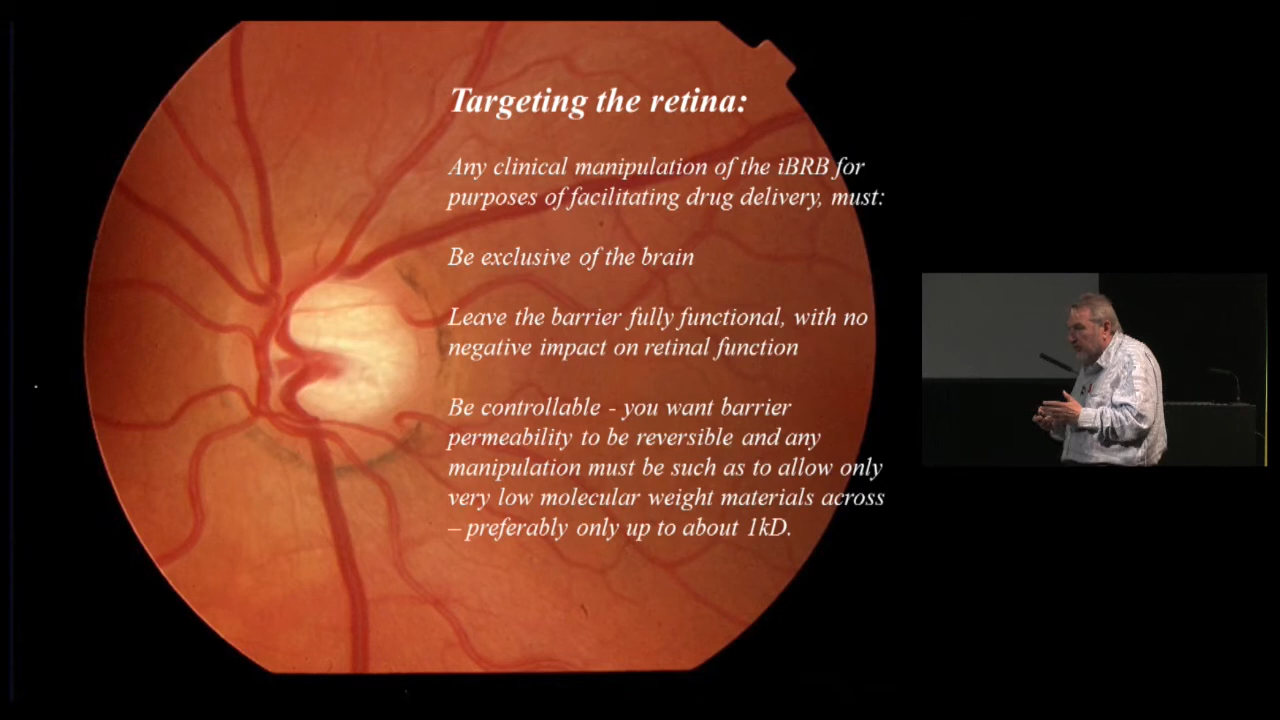 Targeting the retina:
Any clinical manipulation of the iBRB for
purposes of facilitating drug delivery, must:
Be exclusive of the brain
Leave the barrier fully functional, with no
negative impact on retinal function
Be controllable - you want barrier
permeability to be reversible and any
manipulation must be such as to allow only
very low molecular weight materials across
– preferably only up to about 1kD.